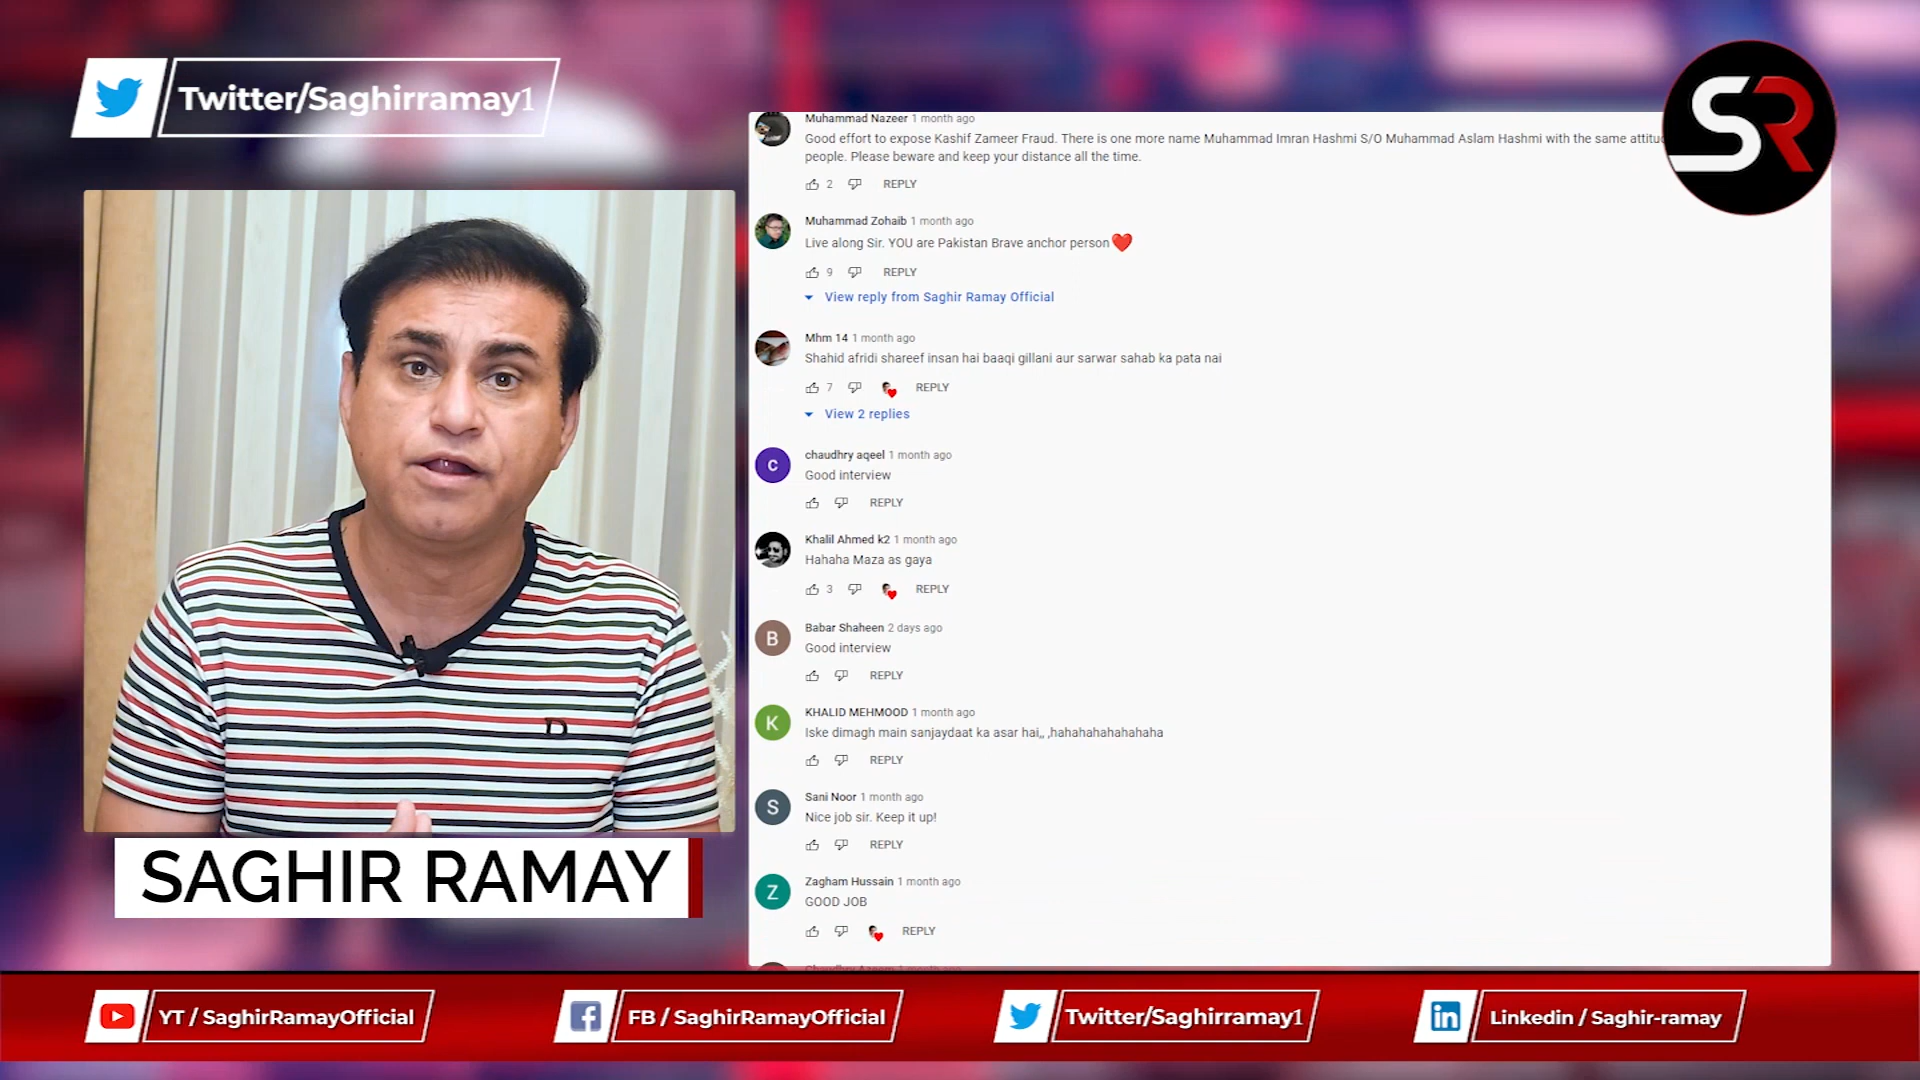 Twitter/Saghirramay1
SR
Muhammad Nazeer 1 month ago
Good effort to expose Kashif Zameer Fraud. There is one more name Muhammad Imran Hashmi S/O Muhammad Aslam Hashmi with the same
people. Please beware and keep your distance all the time.
2 REPLY
Muhammad Zohaib 1 month ago
Live along Sir. YOU are Pakistan Brave anchor person❤️
9 REPLY
View reply from Saghir Ramay Official
Mhm 14 1 month ago
Shahid afridi shareef insan hai baaqi gillani aur sarwar sahab ka pata nai
7 REPLY
View 2 replies
C
chaudhry aqeel 1 month ago
Good interview
REPLY
Khalil Ahmed k2 1 month ago
Hahaha Maza as gaya
3 REPLY
B
Babar Shaheen 2 days ago
Good interview
REPLY
K
KHALID MEHMOOD 1 month ago
Iske dimagh main sanjaydaat ka asar hai,, ,hahahahahahahaha
REPLY
S
Sani Noor 1 month ago
Nice job sir. Keep it up!
REPLY
Z
Zagham Hussain 1 month ago
GOOD JOB
REPLY
D
SAGHIR RAMAY
YT / SaghirRamayOfficial
FB / SaghirRamayOfficial
Twitter/Saghirramay1
in
Linkedin / Saghir-ramay